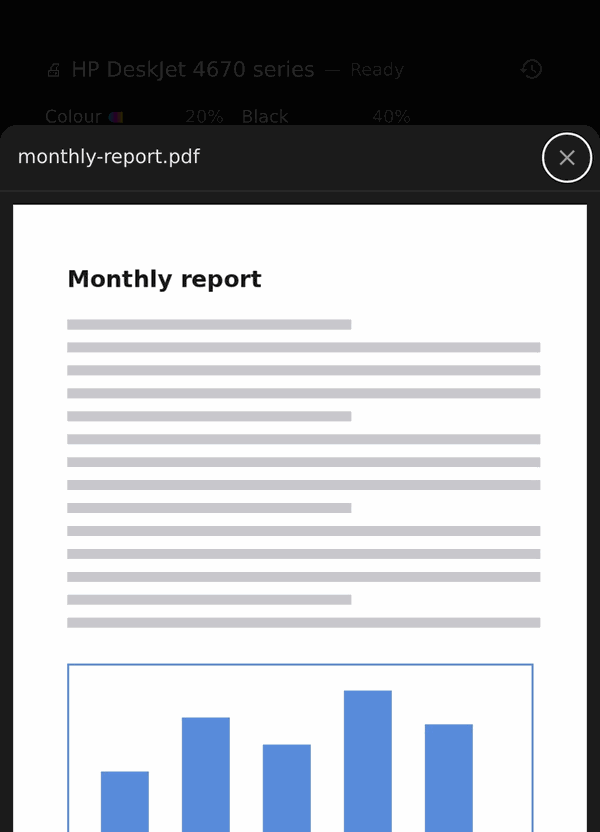 HP DeskJet 4670 series — Ready
Colour 20% Black 40%
monthly-report.pdf
Monthly report